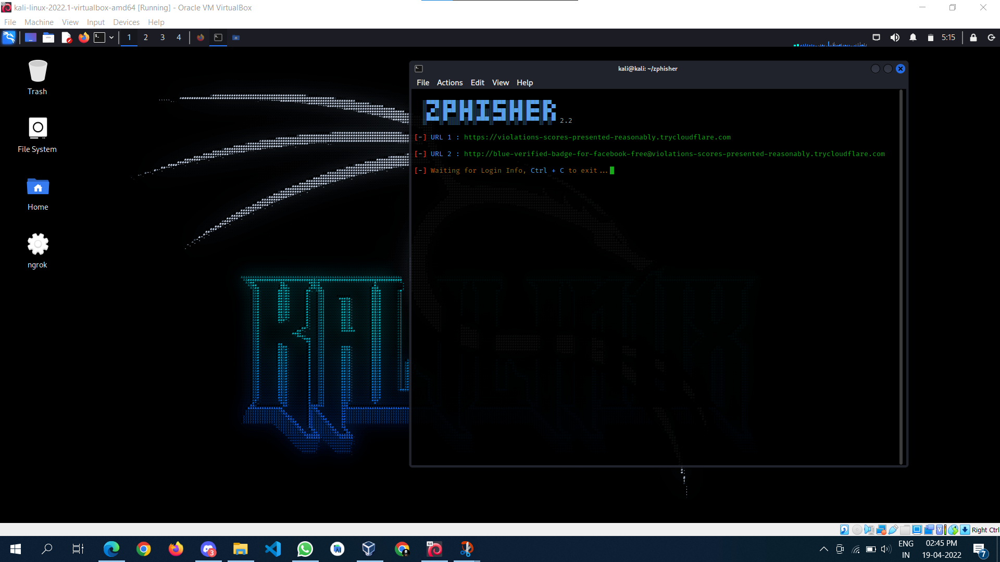 kali-linux-2022.1-virtualbox-amd64 [Running] - Oracle VM VirtualBox
File Machine View Input Devices Help
1 2 3 4
5:15
Trash
File System
Home
ngrok
KAL
kali@kali: ~/zphisher
File Actions Edit View Help
ZPHISHER 2.2
[-] URL 1 : https://violations-scores-presented-reasonably.trycloudflare.com
[-] URL 2 : http://blue-verified-badge-for-facebook-free@violations-scores-presented-reasonably.trycloudflare.com
[-] Waiting for Login Info, Ctrl + C to exit...
Right Ctrl
64
3
ENG
IN
02:45 PM
19-04-2022
7